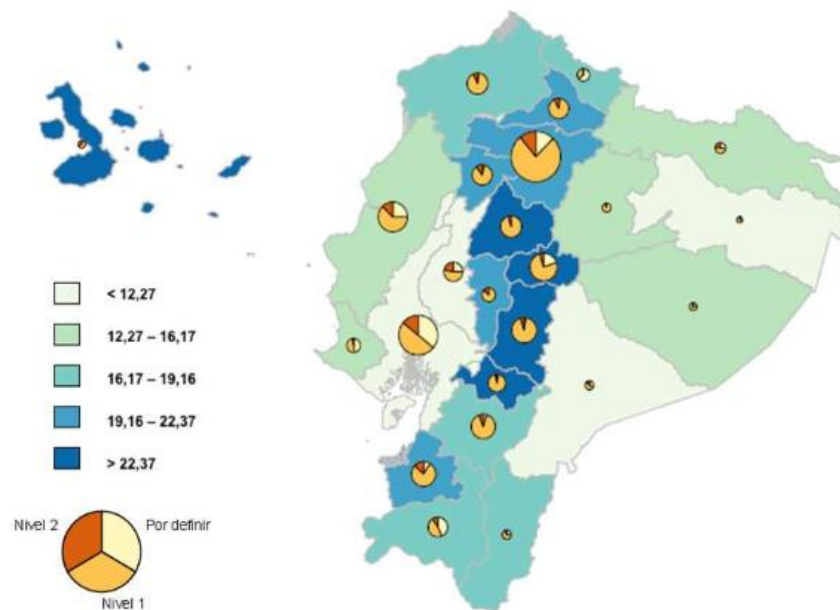 < 12,27
12,27 – 16,17
16,17 – 19,16
19,16 – 22,37
> 22,37
Nivel 2
Por definir
Nivel 1